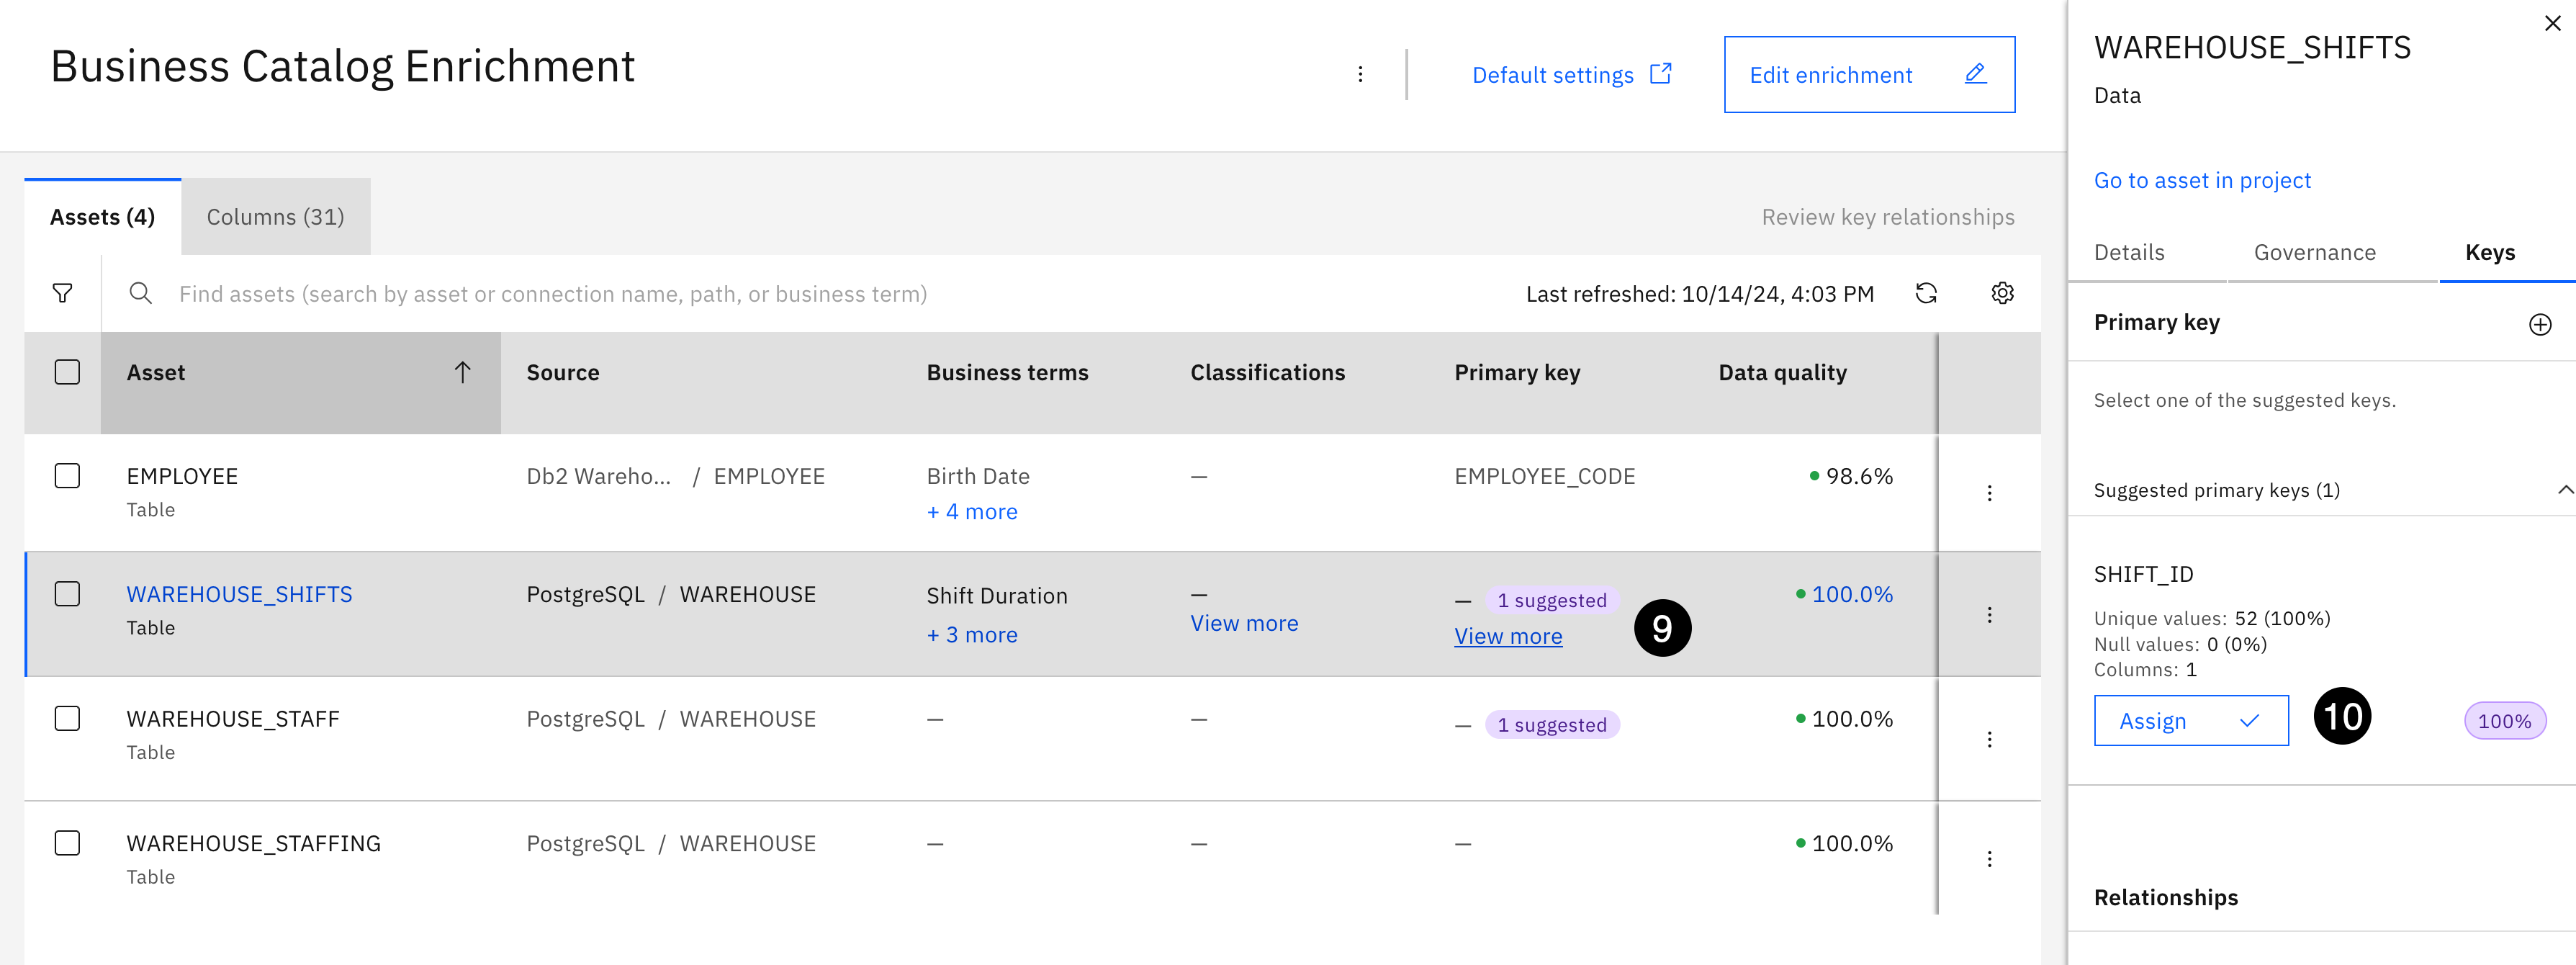 Business Catalog Enrichment
Default settings
Edit enrichment
Assets (4)
Columns (31)
Review key relationships
Find assets (search by asset or connection name, path, or business term)
Last refreshed: 10/14/24, 4:03 PM
Asset Source Business terms Classifications Primary key Data quality
EMPLOYEE Db2 Wareho... / EMPLOYEE Birth Date — EMPLOYEE_CODE 98.6%
Table + 4 more
WAREHOUSE_SHIFTS PostgreSQL / WAREHOUSE Shift Duration — — 1 suggested 100.0%
Table + 3 more View more View more 9
WAREHOUSE_STAFF PostgreSQL / WAREHOUSE — — — 1 suggested 100.0%
Table
WAREHOUSE_STAFFING PostgreSQL / WAREHOUSE — — — 100.0%
Table
WAREHOUSE_SHIFTS
Data
Go to asset in project
Details Governance Keys
Primary key
Select one of the suggested keys.
Suggested primary keys (1)
SHIFT_ID
Unique values: 52 (100%)
Null values: 0 (0%)
Columns: 1
Assign 10 100%
Relationships